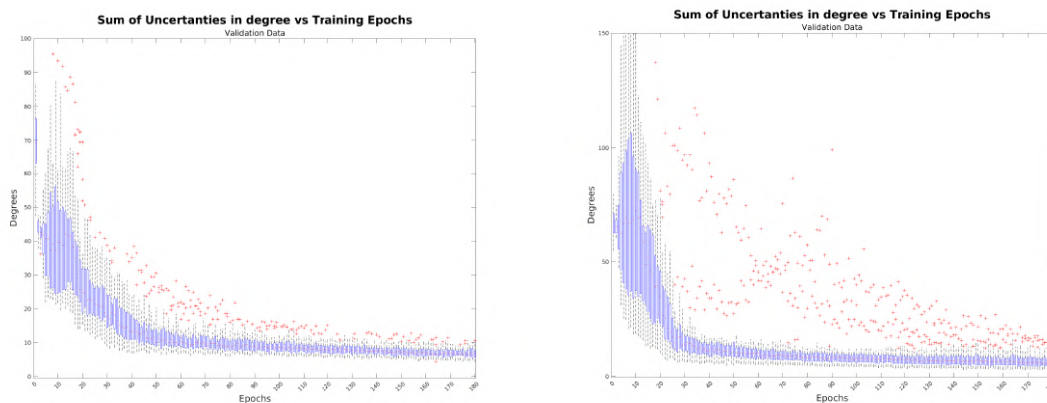 Sum of Uncertanties in degree vs Training Epochs
Validation Data
100
90
80
70
60
50
40
30
20
10
0
Degrees
0 10 20 30 40 50 60 70 80 90 100 110 120 130 140 150 160 170 180
Epochs
Sum of Uncertanties in degree vs Training Epochs
Validation Data
150
100
50
0
Degrees
0 10 20 30 40 50 60 70 80 90 100 110 120 130 140 150 160 170
Epochs